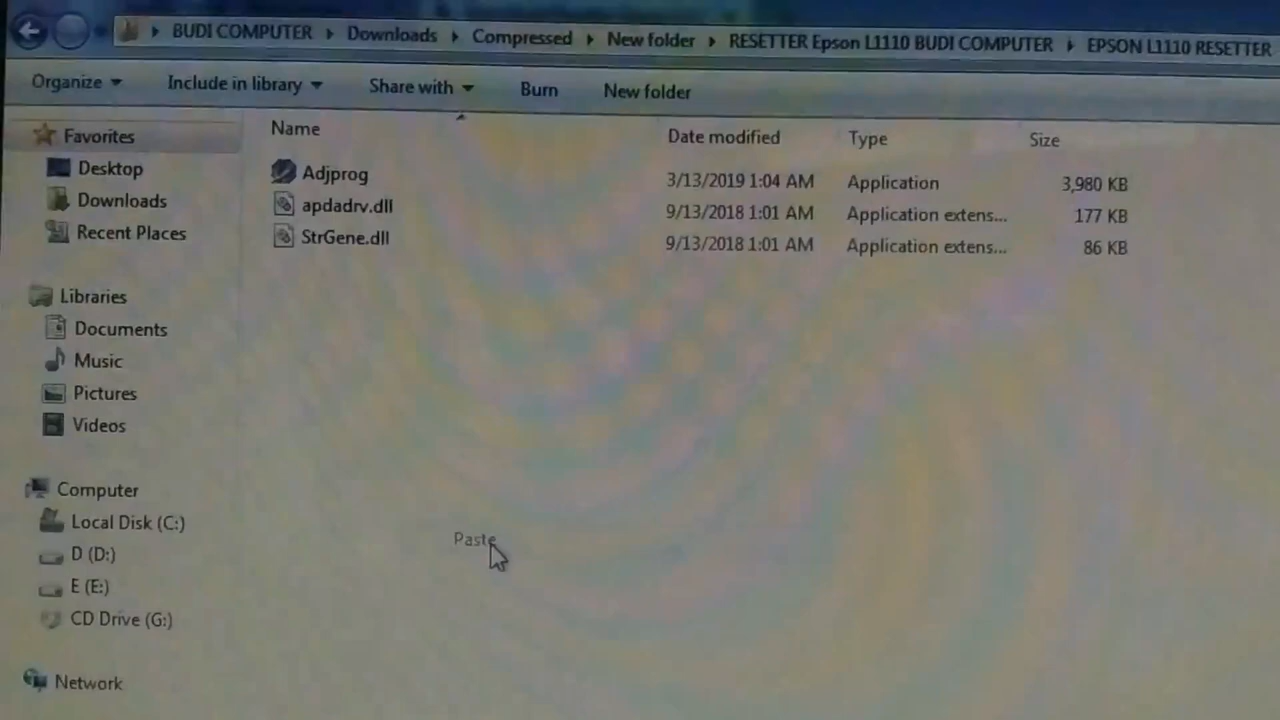 BUDI COMPUTER Downloads Compressed New folder RESETTER Epson L1110 BUDI COMPUTER EPSON L1110 RESETTER
Organize Include in library Share with Burn New folder
Name Date modified Type Size
Favorites
Desktop
Downloads
Recent Places
Libraries
Documents
Music
Pictures
Videos
Computer
Local Disk (C:)
D (D:)
E (E:)
CD Drive (G:)
Network
Adjprog 3/13/2019 1:04 AM Application 3,980 KB
apdadrv.dll 9/13/2018 1:01 AM Application extens... 177 KB
StrGene.dll 9/13/2018 1:01 AM Application extens... 86 KB
Paste